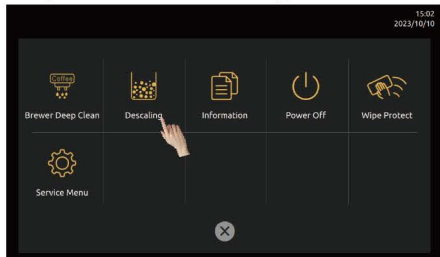 15:02
2023/10/10
Coffee
Brewer Deep Clean
Descaling
Information
Power Off
Wipe Protect
Service Menu